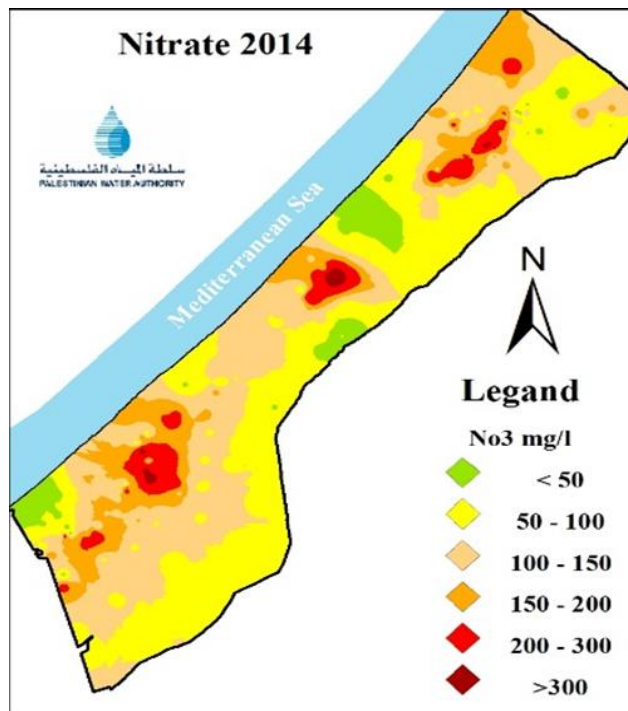 Nitrate 2014
سلطة المياه الفلسطينية
PALESTINIAN WATER AUTHORITY
Mediterranean Sea
N
Legand
No3 mg/l
< 50
50 - 100
100 - 150
150 - 200
200 - 300
>300